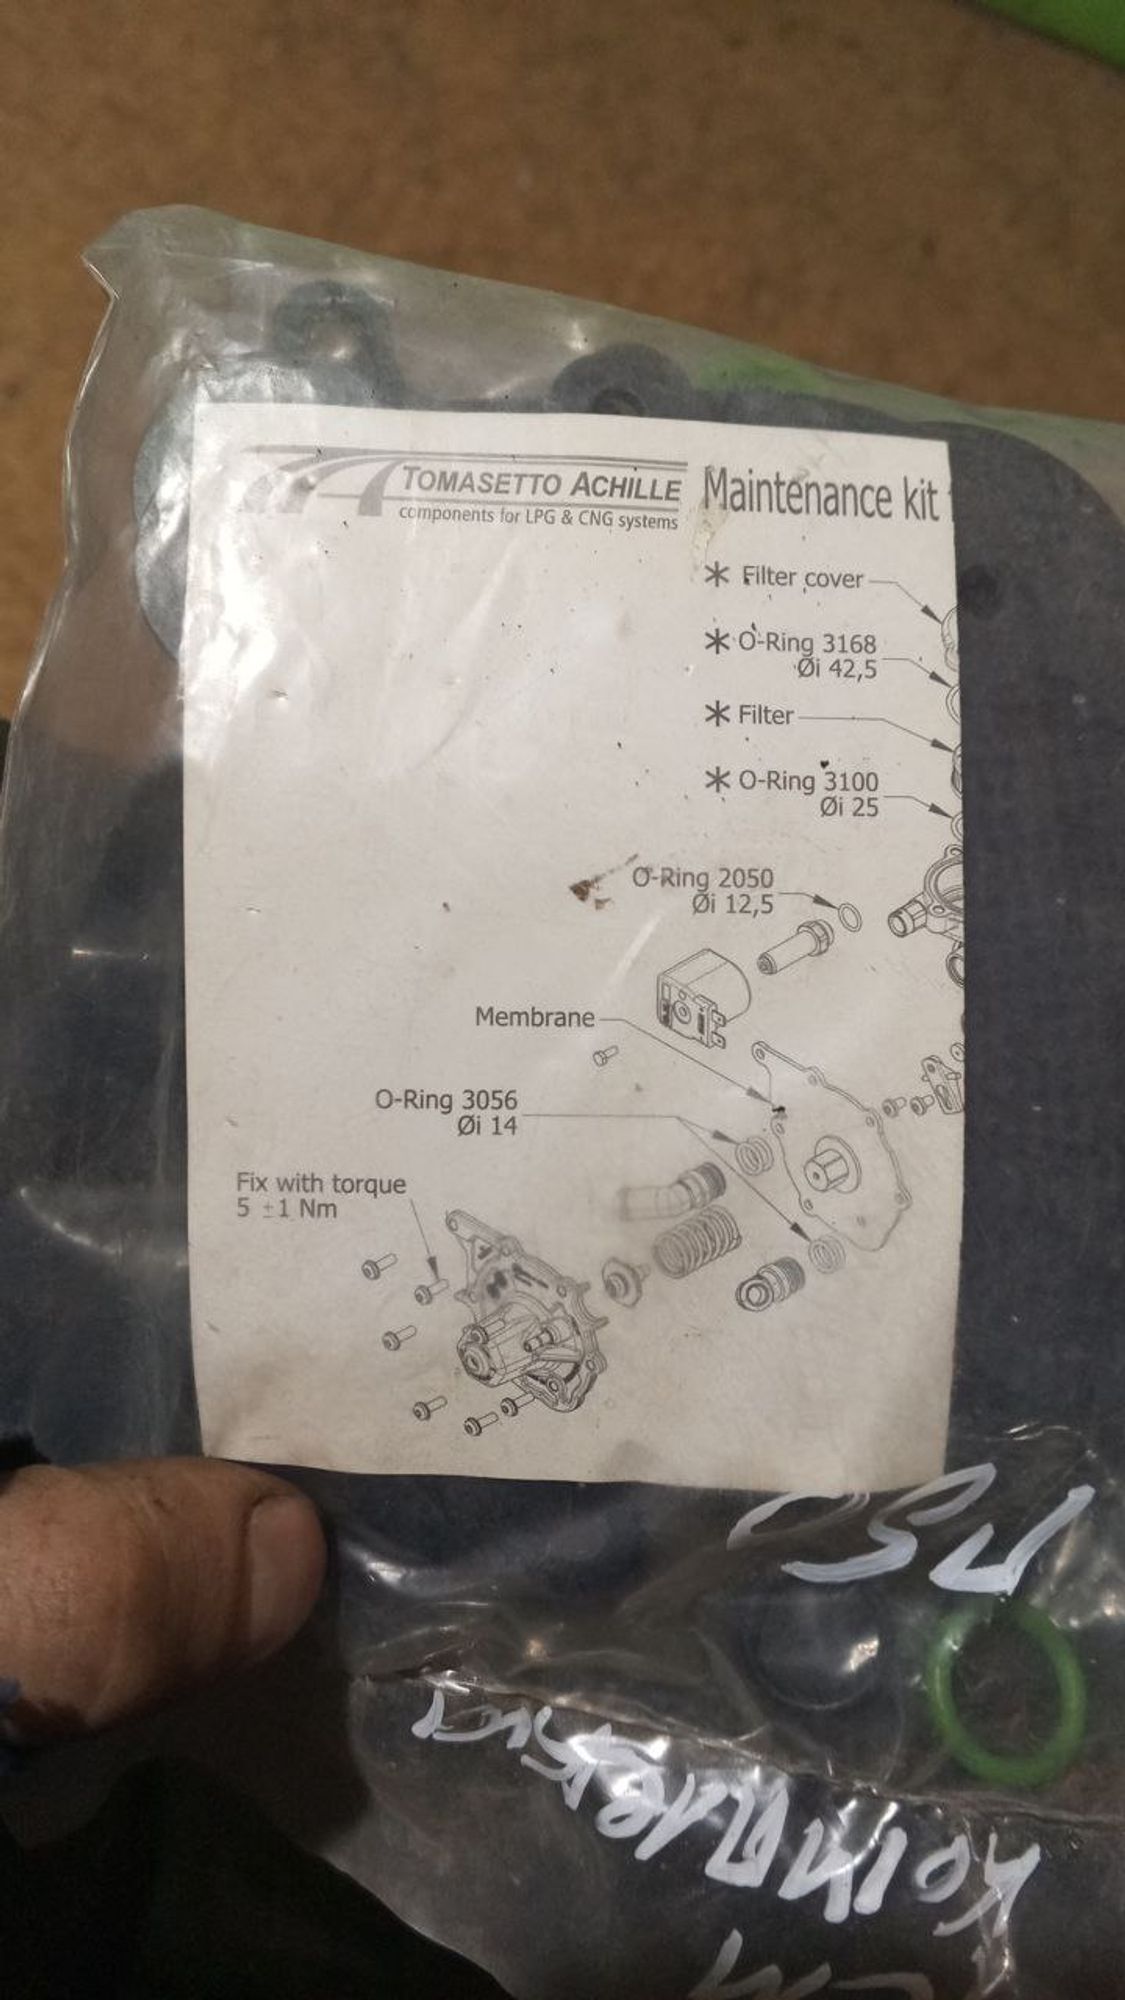 TOMASETTO ACHILLE
components for LPG & CNG systems
Maintenance kit
* Filter cover
* O-Ring 3168
Øi 42,5
* Filter
* O-Ring 3100
Øi 25
O-Ring 2050
Øi 12,5
Membrane
O-Ring 3056
Øi 14
Fix with torque
5 ±1 Nm